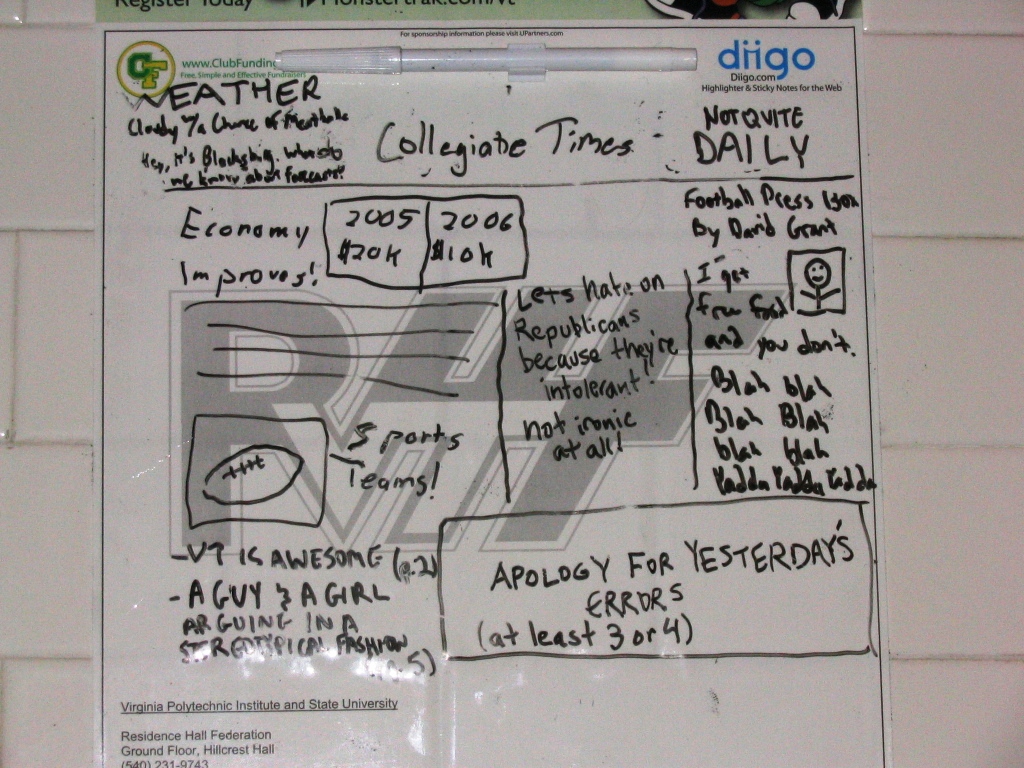 Register Today
Monstertrak.com/vt
For sponsorship information please visit UPartners.com
CF
www.ClubFunding
Free, Simple and Effective Fundraisers
diigo
Diigo.com
Highlighter & Sticky Notes for the Web
WEATHER
Cloudy w/a Chance of Meatballs
Hey, it's Blacksburg. What do
we know about forecasts?
Collegiate Times
NOT QUITE
DAILY
Economy
Improves!
2005
$20K
2006
$10K
Football Press
By David Grant
I get
free food
and you don't.
Blah blah
Blah Blah
blah blah
Yadda Yadda Yadda
Lets hate on
Republicans
because they're
intolerant!
not ironic
at all!
RHF
VT
Sports
Teams!
-VT IS AWESOME (p.2)
- A GUY & A GIRL
ARGUING IN A
STEREOTYPICAL FASHION
5)
APOLOGY FOR YESTERDAY'S
ERRORS
(at least 3 or 4)
Virginia Polytechnic Institute and State University
Residence Hall Federation
Ground Floor, Hillcrest Hall
(540) 231-9743